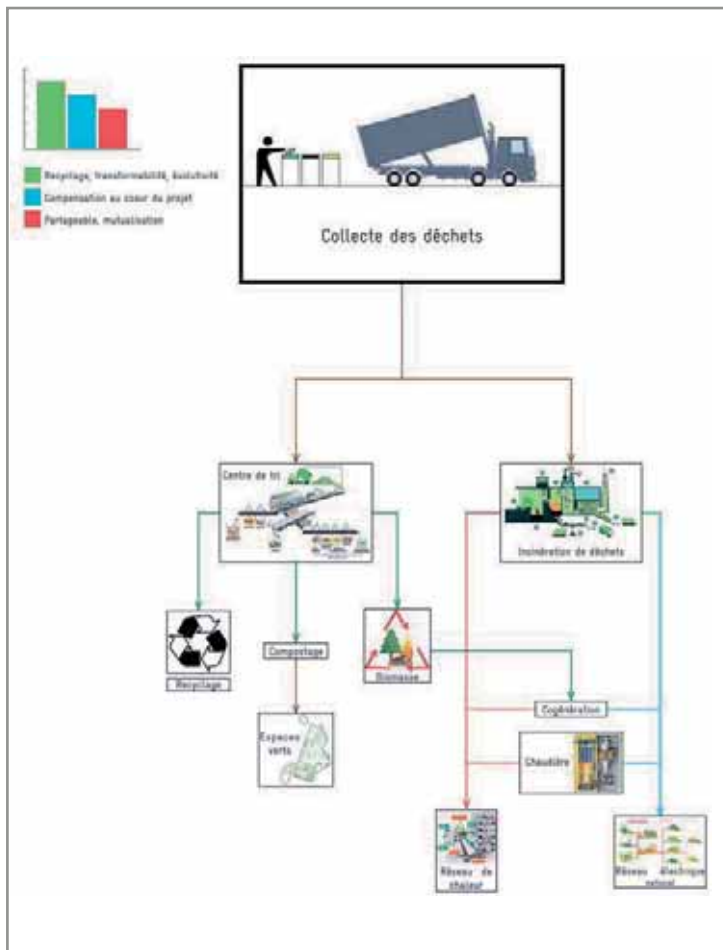 Recyclage, transformabilité, évolutivité
Compensation au coeur du projet
Partageable, mutualisation
Collecte des déchets
Centre de tri
Incinération de déchets
Recyclage
Compostage
Biomasse
Cogénération
Espaces
verts
Chaudière
Réseau de
chaleur
Réseau électrique